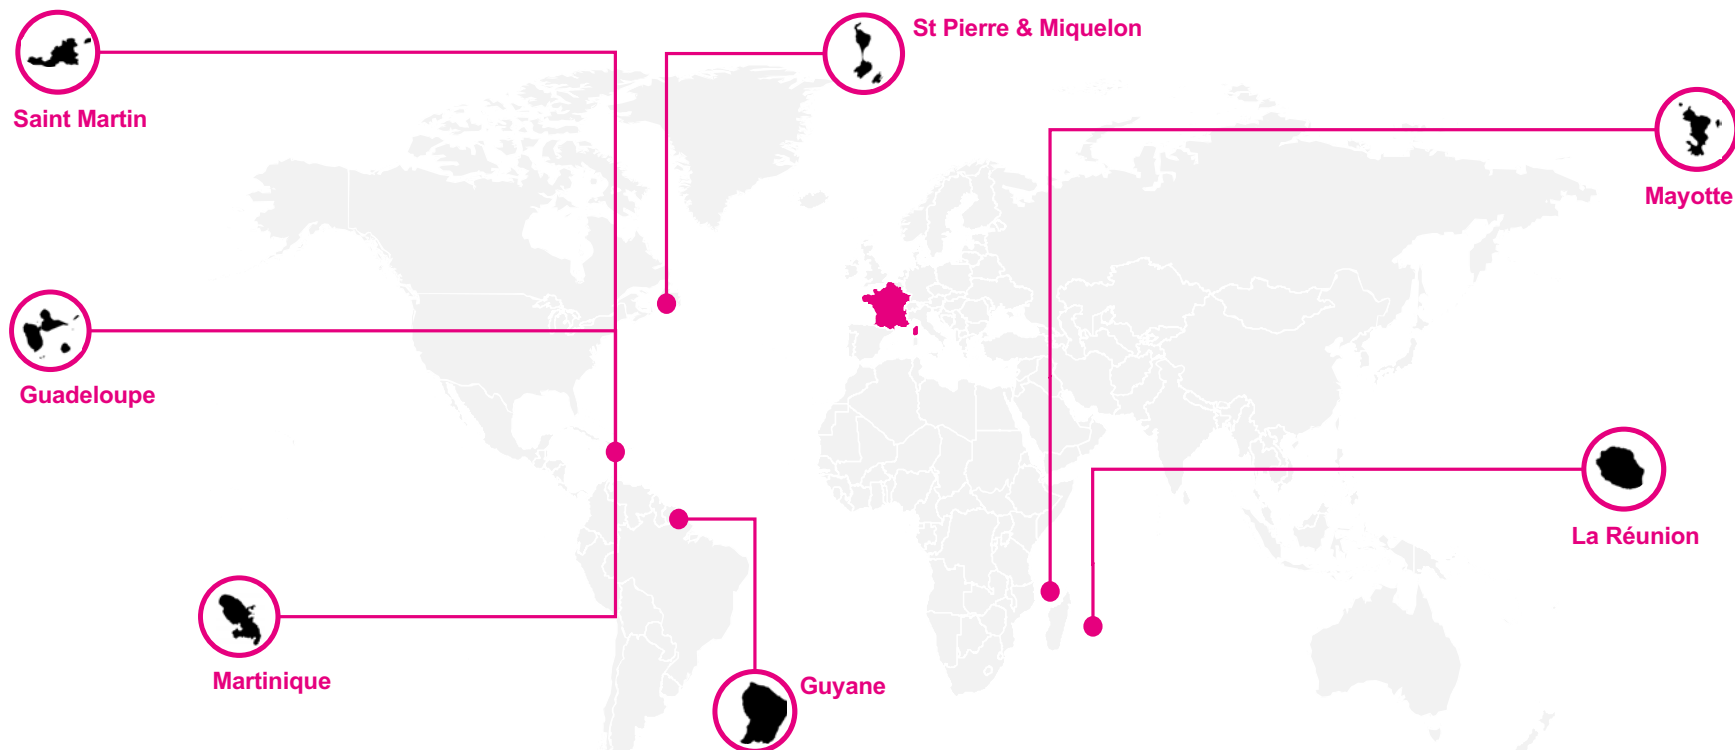 St Pierre & Miquelon
Saint Martin
Mayotte
Guadeloupe
La Réunion
Martinique
Guyane